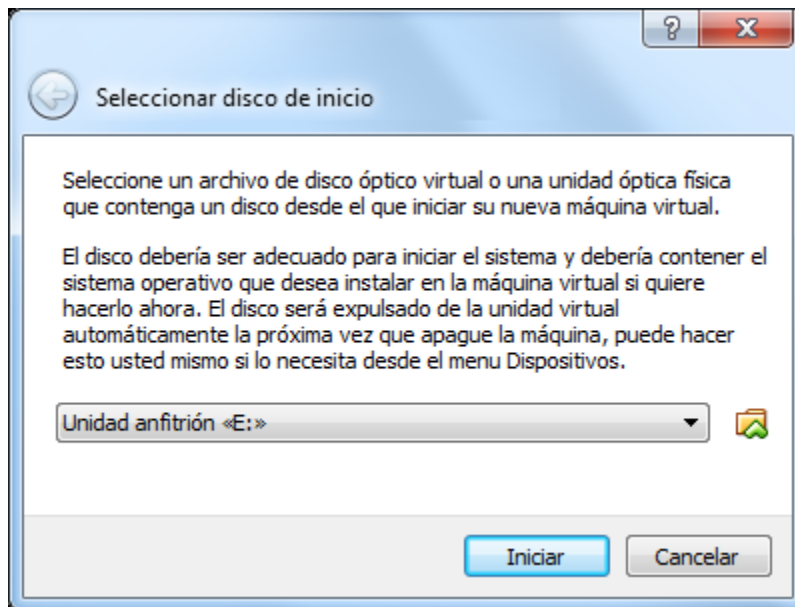 Seleccionar disco de inicio
Seleccione un archivo de disco óptico virtual o una unidad óptica física
que contenga un disco desde el que iniciar su nueva máquina virtual.
El disco debería ser adecuado para iniciar el sistema y debería contener el
sistema operativo que desea instalar en la máquina virtual si quiere
hacerlo ahora. El disco será expulsado de la unidad virtual
automáticamente la próxima vez que apague la máquina, puede hacer
esto usted mismo si lo necesita desde el menu Dispositivos.
Unidad anfitrión «E:»
Iniciar
Cancelar